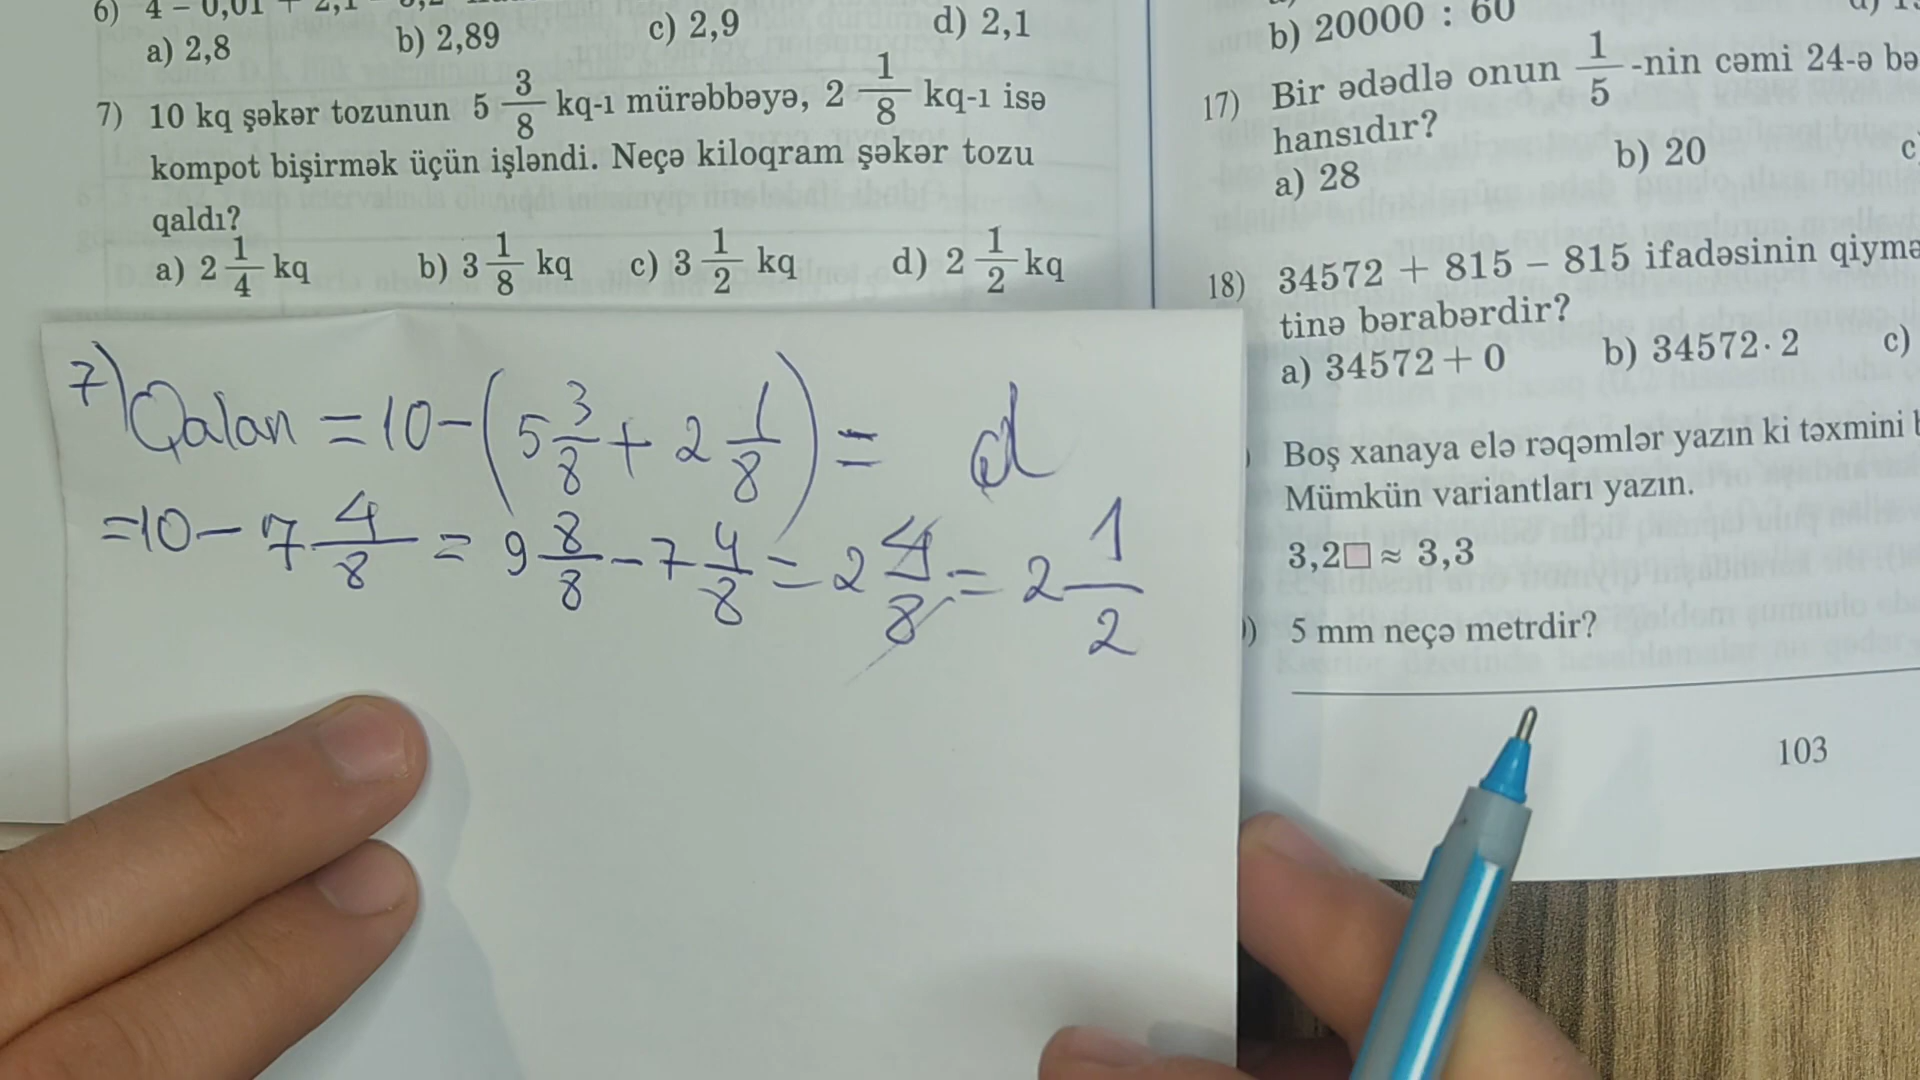 6) 4 – 0,01 + 2,1
a) 2,8 b) 2,89 c) 2,9 d) 2,1
7) 10 kq şəkər tozunun 5 3/8 kq-ı mürəbbəyə, 2 1/8 kq-ı isə
kompot bişirmək üçün işləndi. Neçə kiloqram şəkər tozu
qaldı?
a) 2 1/4 kq b) 3 1/8 kq c) 3 1/2 kq d) 2 1/2 kq
7) Qalan = 10 – (5 3/8 + 2 1/8) = d
= 10 – 7 4/8 = 9 8/8 – 7 4/8 = 2 4/8 = 2 1/2
b) 20000 : 60
17) Bir ədədlə onun 1/5 -nin cəmi 24-ə
hansıdır?
a) 28 b) 20 c
18) 34572 + 815 – 815 ifadəsinin
tinə bərabərdir?
a) 34572 + 0 b) 34572 · 2 c)
) Boş xanaya elə rəqəmlər yazın ki təxmini
Mümkün variantları yazın.
3,2□ ≈ 3,3
) 5 mm neçə metrdir?
103